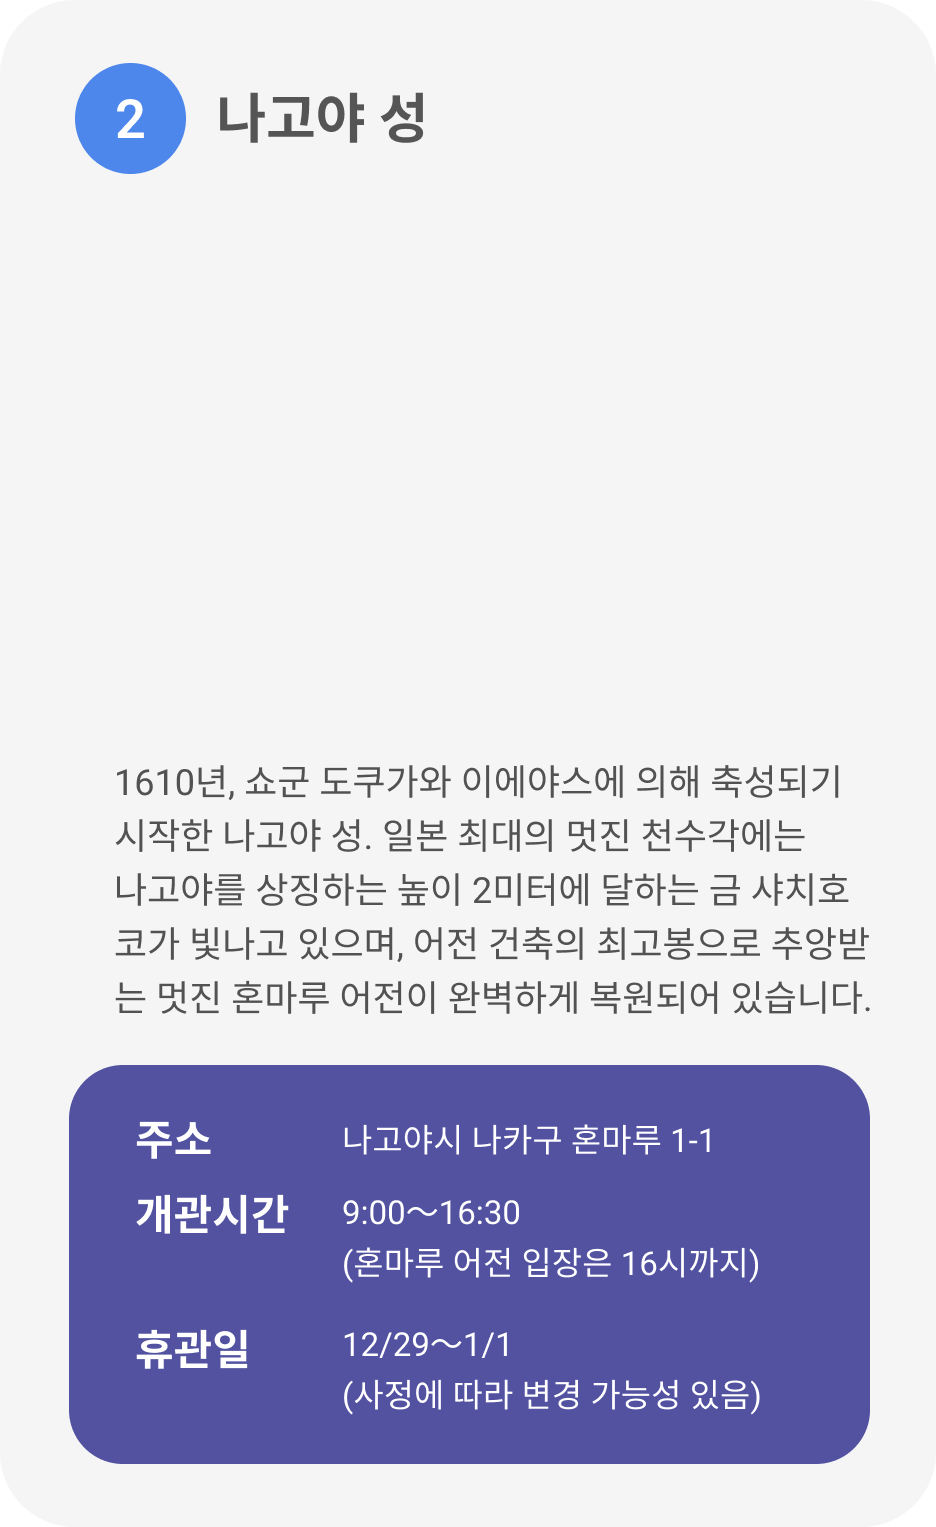 2 나고야 성
1610년, 쇼군 도쿠가와 이에야스에 의해 축성되기
시작한 나고야 성. 일본 최대의 멋진 천수각에는
나고야를 상징하는 높이 2미터에 달하는 금 샤치호
코가 빛나고 있으며, 어전 건축의 최고봉으로 추앙받
는 멋진 혼마루 어전이 완벽하게 복원되어 있습니다.
주소 나고야시 나카구 혼마루 1-1
개관시간 9:00～16:30
(혼마루 어전 입장은 16시까지)
휴관일 12/29～1/1
(사정에 따라 변경 가능성 있음)